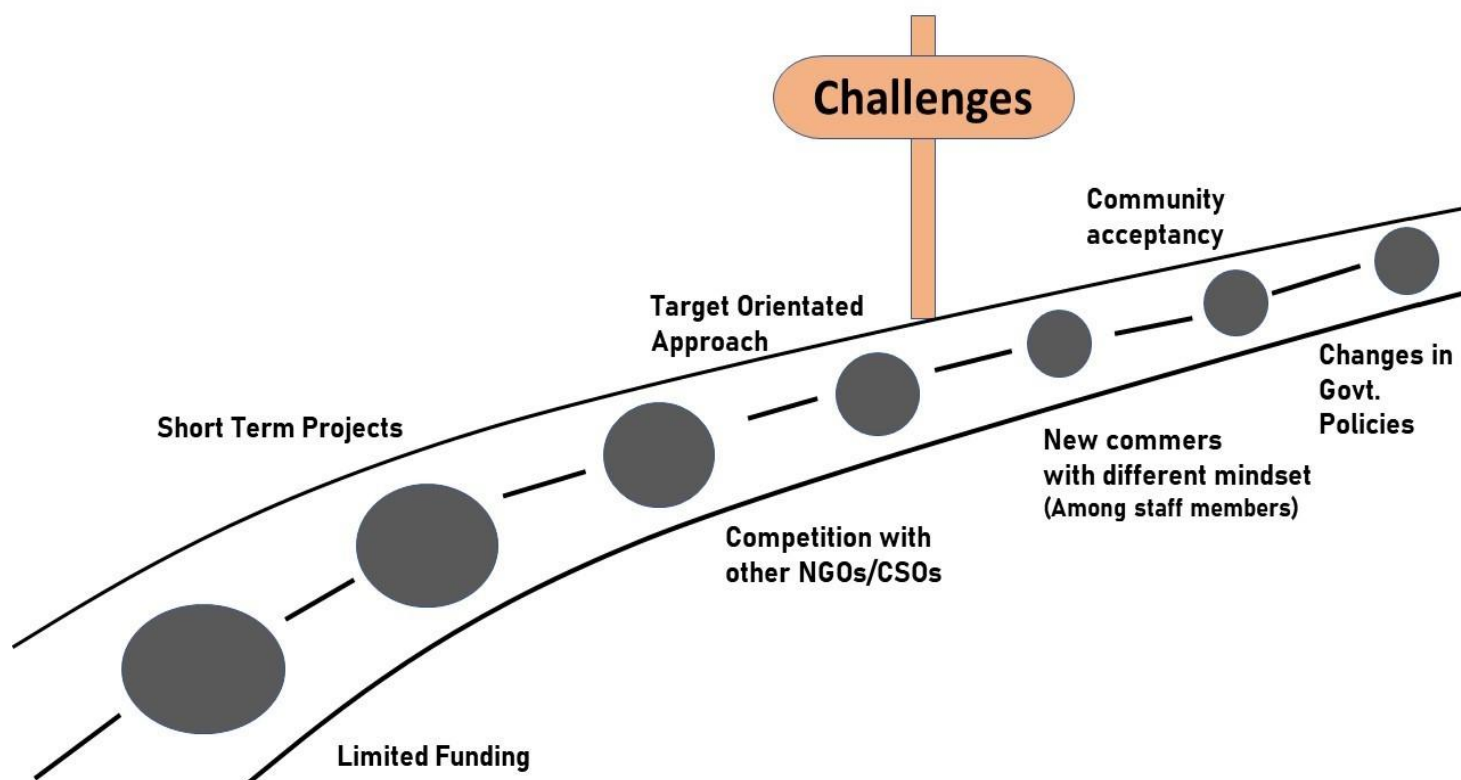 Challenges
Community
acceptancy
Target Orientated
Approach
Short Term Projects
Changes in
Govt.
Policies
New commers
with different mindset
(Among staff members)
Competition with
other NGOs/CSOs
Limited Funding